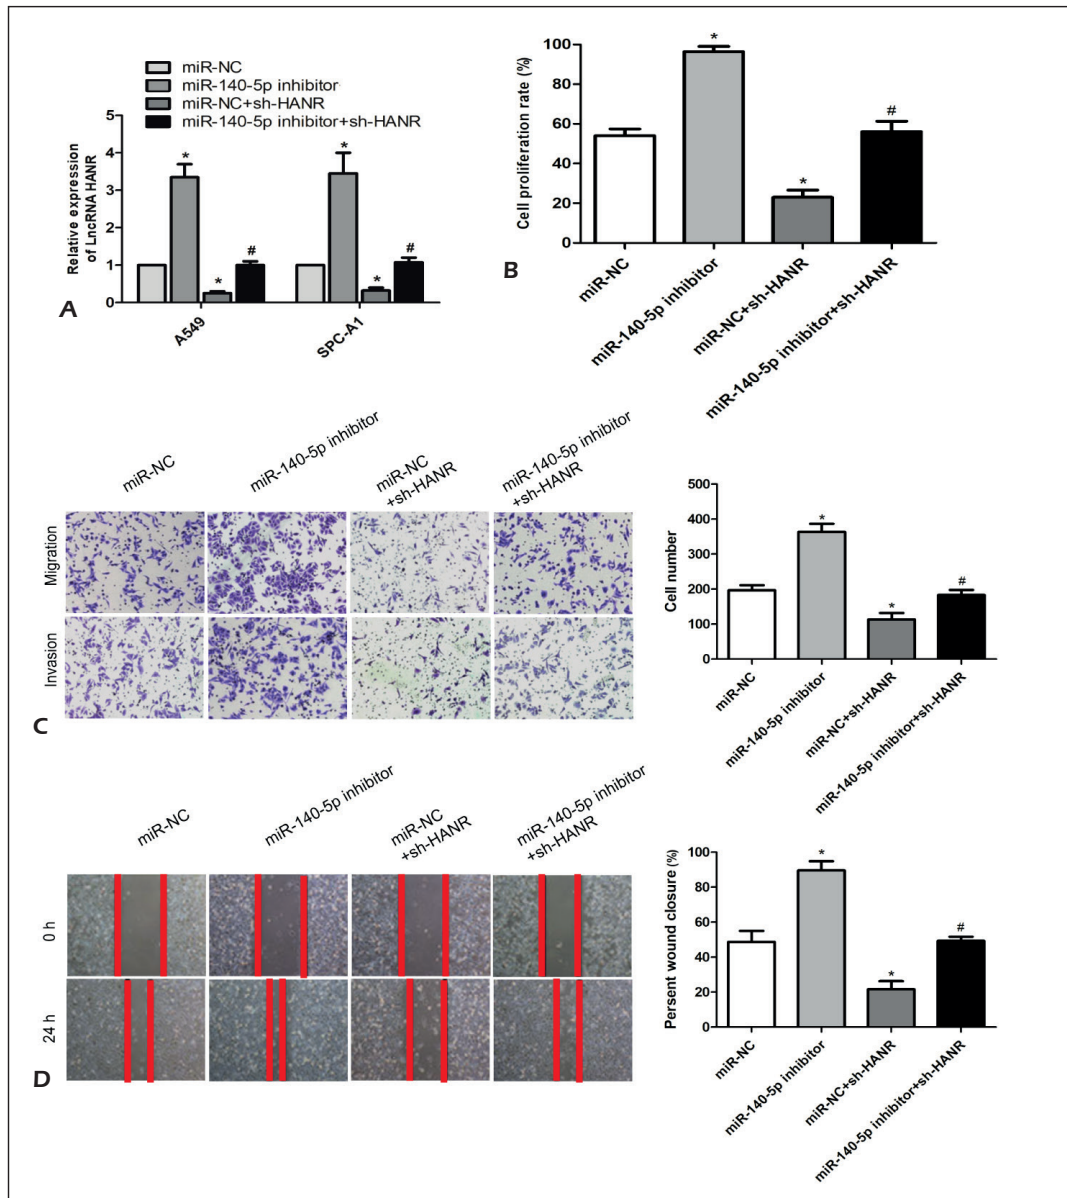 miR-NC
miR-140-5p inhibitor
miR-NC+sh-HANR
miR-140-5p inhibitor+sh-HANR
Relative expression
of LncRNA HANR
5
4
3
2
1
0
*
*
#
*
*
#
A549
SPC-A1
A
Cell proliferation rate (%)
100
80
60
40
20
0
*
*
#
miR-NC
miR-140-5p inhibitor
miR-NC+sh-HANR
miR-140-5p inhibitor+sh-HANR
B
miR-NC
miR-140-5p inhibitor
miR-NC
+sh-HANR
miR-140-5p inhibitor
+sh-HANR
Migration
Invasion
C
Cell number
500
400
300
200
100
0
*
*
#
miR-NC
miR-140-5p inhibitor
miR-NC+sh-HANR
miR-140-5p inhibitor+sh-HANR
miR-NC
miR-140-5p inhibitor
miR-NC
+sh-HANR
miR-140-5p inhibitor
+sh-HANR
0 h
24 h
D
Persent wound closure (%)
100
80
60
40
20
0
*
*
#
miR-NC
miR-140-5p inhibitor
miR-NC+sh-HANR
miR-140-5p inhibitor+sh-HANR